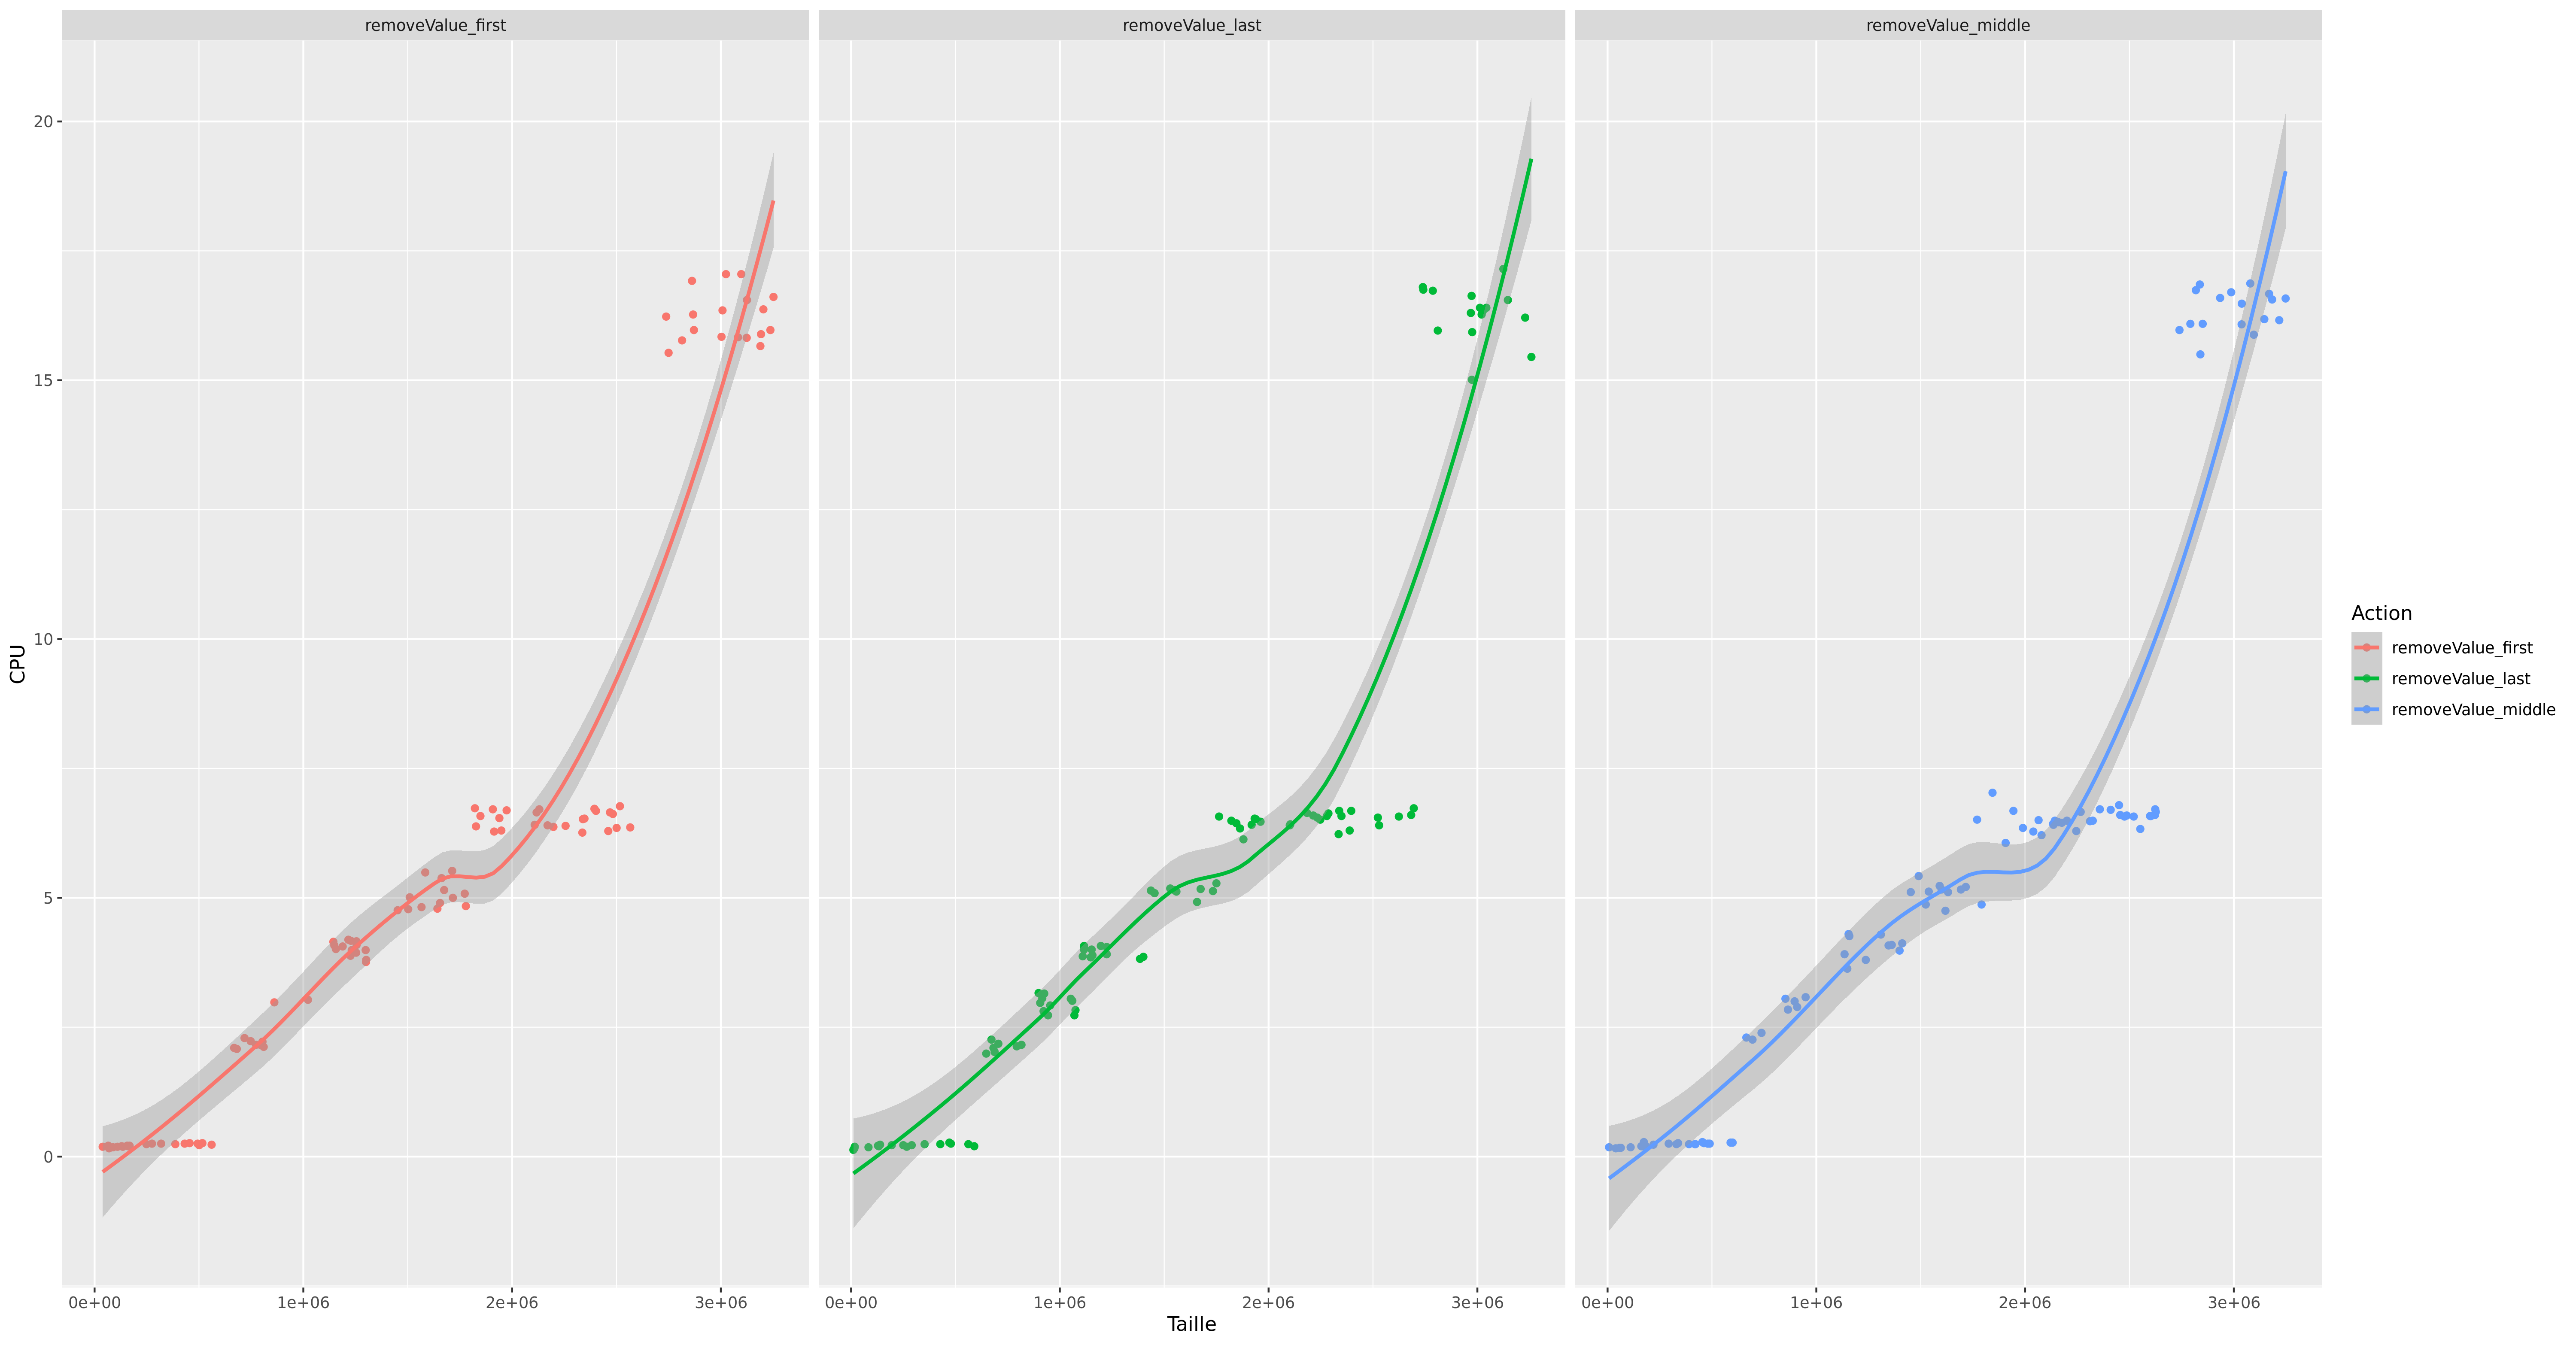 removeValue_first
removeValue_last
removeValue_middle
20
15
10
5
0
CPU
0e+00
1e+06
2e+06
3e+06
0e+00
1e+06
2e+06
3e+06
0e+00
1e+06
2e+06
3e+06
Taille
Action
removeValue_first
removeValue_last
removeValue_middle